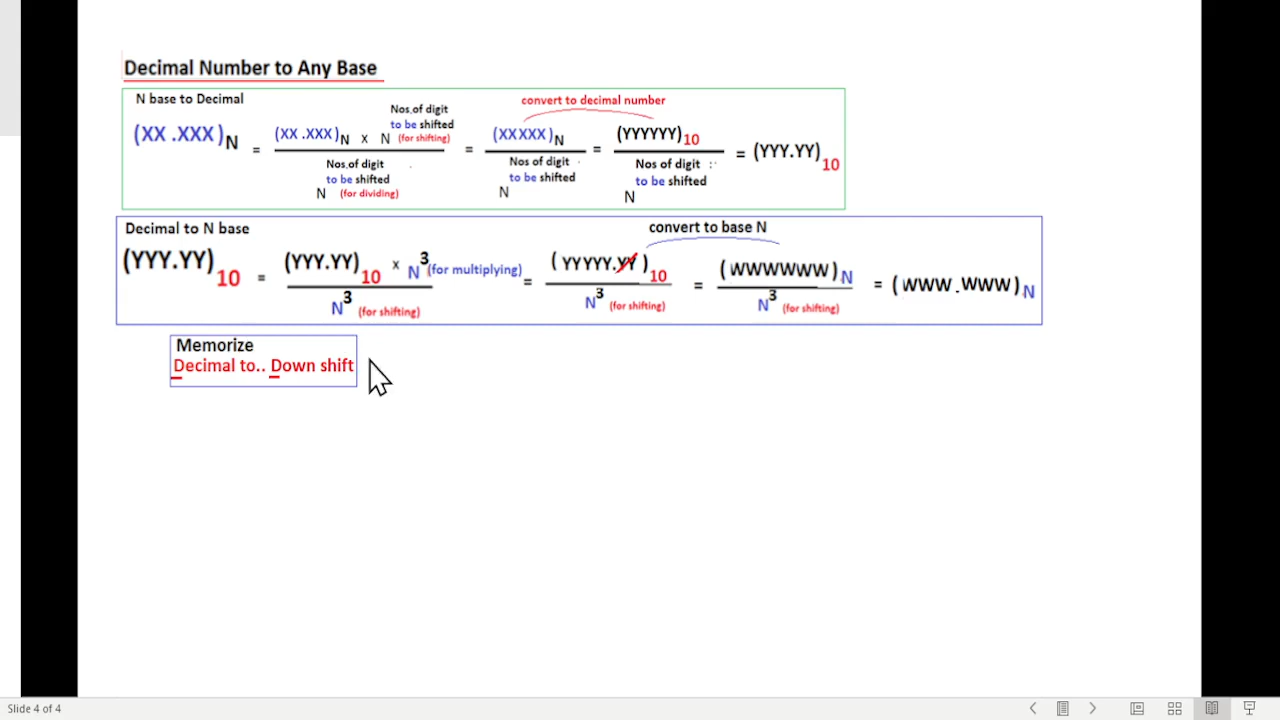 Decimal Number to Any Base
N base to Decimal
(XX .XXX)N = (XX .XXX)N x N Nos.of digit to be shifted (for shifting) / N Nos.of digit to be shifted (for dividing) = (XXXXX)N / N Nos of digit to be shifted = convert to decimal number (YYYYYY)10 / N Nos of digit to be shifted = (YYY.YY)10
Decimal to N base
(YYY.YY)10 = (YYY.YY)10 x N3 (for multiplying) / N3 (for shifting) = (YYYYY.YY)10 / N3 (for shifting) = convert to base N (WWWWWW)N / N3 (for shifting) = (WWW.WWW)N
Memorize
Decimal to.. Down shift
Slide 4 of 4